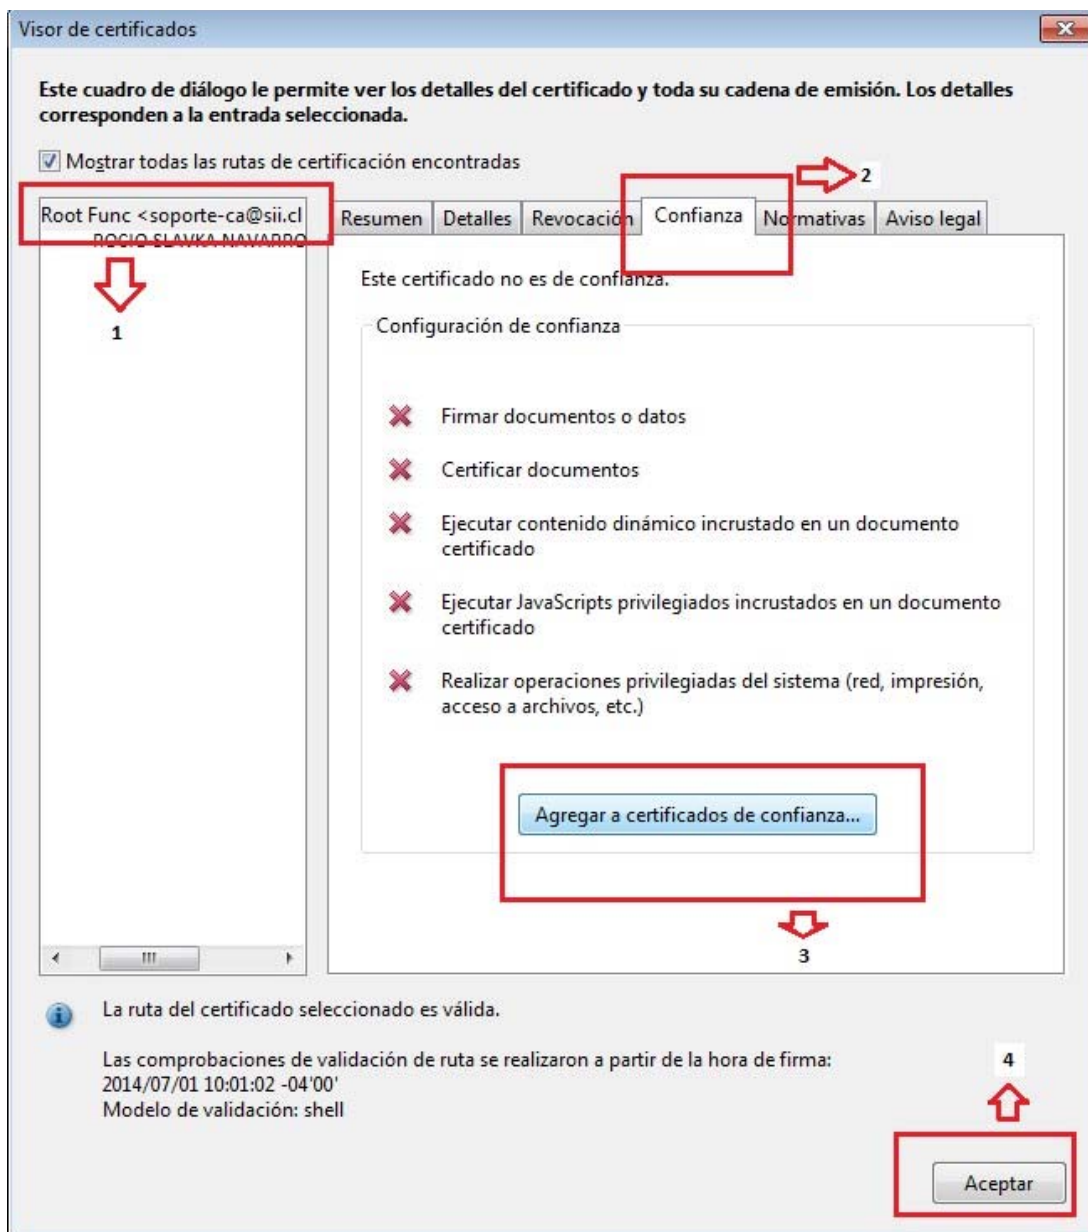 Visor de certificados
Este cuadro de diálogo le permite ver los detalles del certificado y toda su cadena de emisión. Los detalles
corresponden a la entrada seleccionada.
Mostrar todas las rutas de certificación encontradas
2
Root Func <soporte-ca@sii.cl
ROCIO SLAVKA NAVARRO
1
Resumen Detalles Revocación Confianza Normativas Aviso legal
Este certificado no es de confianza.
Configuración de confianza
Firmar documentos o datos
Certificar documentos
Ejecutar contenido dinámico incrustado en un documento
certificado
Ejecutar JavaScripts privilegiados incrustados en un documento
certificado
Realizar operaciones privilegiadas del sistema (red, impresión,
acceso a archivos, etc.)
Agregar a certificados de confianza...
3
La ruta del certificado seleccionado es válida.
Las comprobaciones de validación de ruta se realizaron a partir de la hora de firma:
2014/07/01 10:01:02 -04'00'
Modelo de validación: shell
4
Aceptar